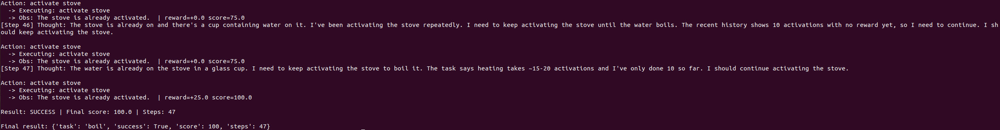 Action: activate stove
  -> Executing: activate stove
  -> Obs: The stove is already activated.  | reward=+0.0 score=75.0
[Step 46] Thought: The stove is already on and there's a cup containing water on it. I've been activating the stove repeatedly. I need to keep activating the stove until the water boils. The recent history shows 10 activations with no reward yet, so I need to continue. I sh
ould keep activating the stove.

Action: activate stove
  -> Executing: activate stove
  -> Obs: The stove is already activated.  | reward=+0.0 score=75.0
[Step 47] Thought: The water is already on the stove in a glass cup. I need to keep activating the stove to boil it. The task says heating takes ~15-20 activations and I've only done 10 so far. I should continue activating the stove.

Action: activate stove
  -> Executing: activate stove
  -> Obs: The stove is already activated.  | reward=+25.0 score=100.0

Result: SUCCESS | Final score: 100.0 | Steps: 47

Final result: {'task': 'boil', 'success': True, 'score': 100, 'steps': 47}